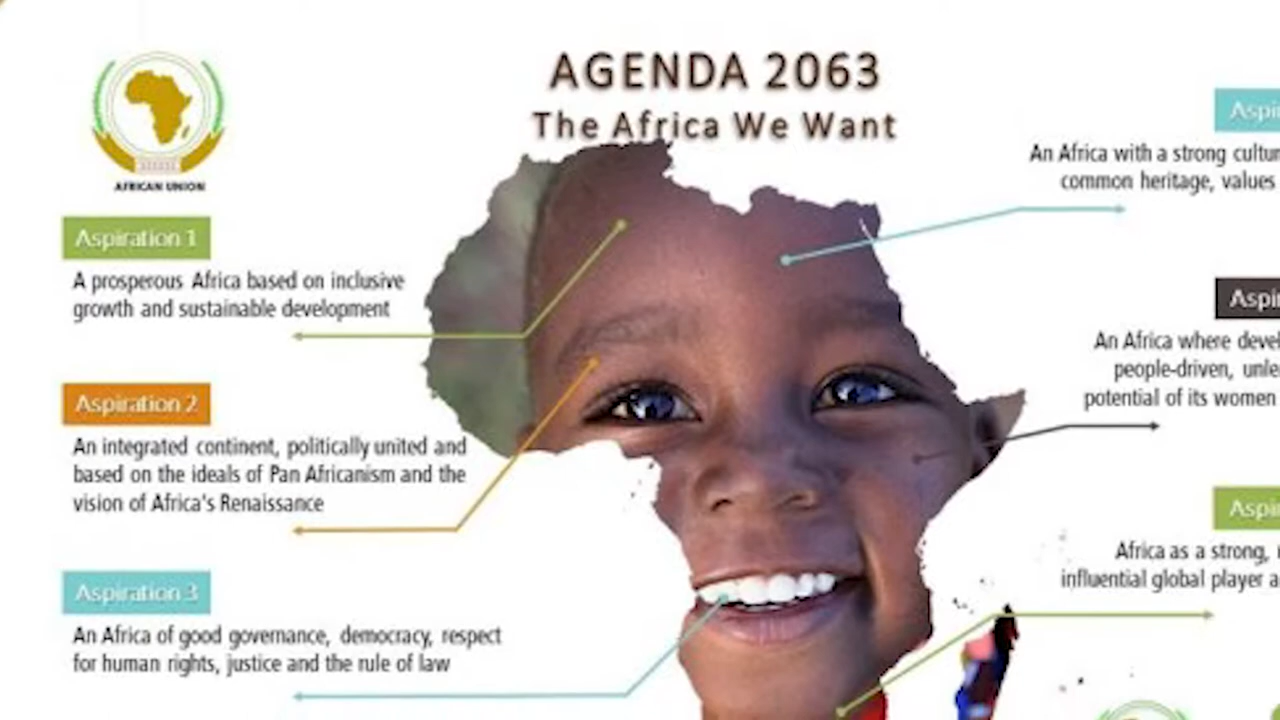 AGENDA 2063
The Africa We Want
AFRICAN UNION
Aspiration 1
A prosperous Africa based on inclusive
growth and sustainable development
Aspiration 2
An integrated continent, politically united and
based on the ideals of Pan Africanism and the
vision of Africa's Renaissance
Aspiration 3
An Africa of good governance, democracy, respect
for human rights, justice and the rule of law
An Africa with a strong
common heritage, values
An Africa where
people-driven,
potential of its women
Africa as a strong,
influential global player